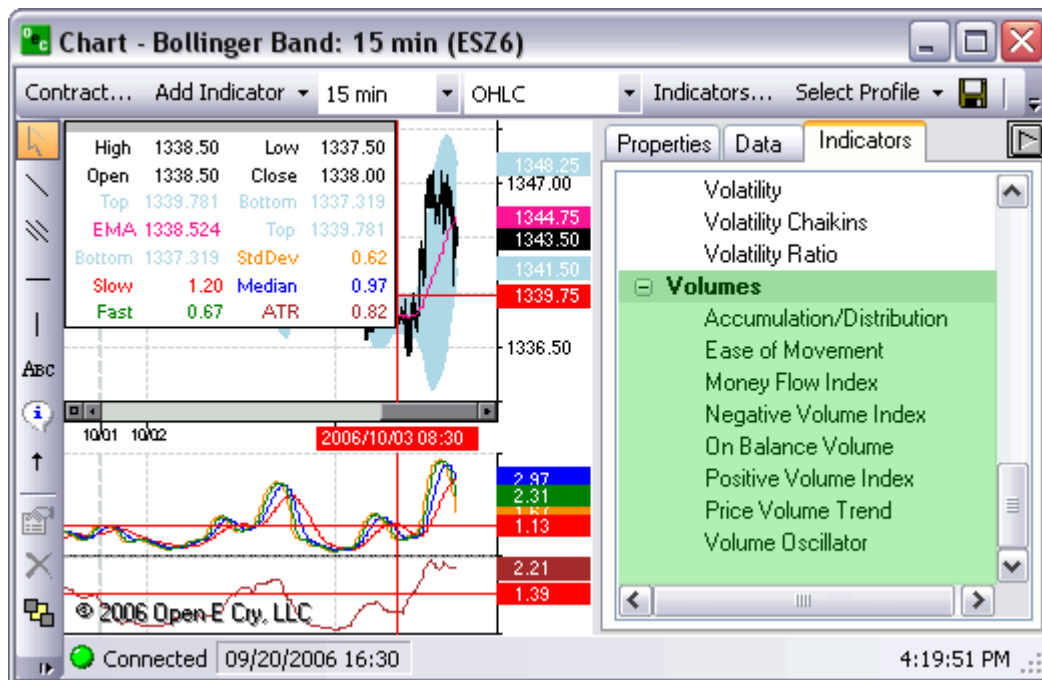 Chart - Bollinger Band: 15 min (ESZ6)
Contract... Add Indicator 15 min OHLC Indicators... Select Profile
High 1338.50 Low 1337.50
Open 1338.50 Close 1338.00
Top 1339.781 Bottom 1337.319
EMA 1338.524 Top 1339.781
Bottom 1337.319 StdDev 0.62
Slow 1.20 Median 0.97
Fast 0.67 ATR 0.82
1348.25
1347.00
1344.75
1343.50
1341.50
1339.75
1336.50
ABC
10/01 10/02 2006/10/03 08:30
2.97
2.31
1.13
2.21
1.39
© 2006 Open E Cry, LLC
Properties Data Indicators
Volatility
Volatility Chaikins
Volatility Ratio
Volumes
Accumulation/Distribution
Ease of Movement
Money Flow Index
Negative Volume Index
On Balance Volume
Positive Volume Index
Price Volume Trend
Volume Oscillator
Connected 09/20/2006 16:30 4:19:51 PM